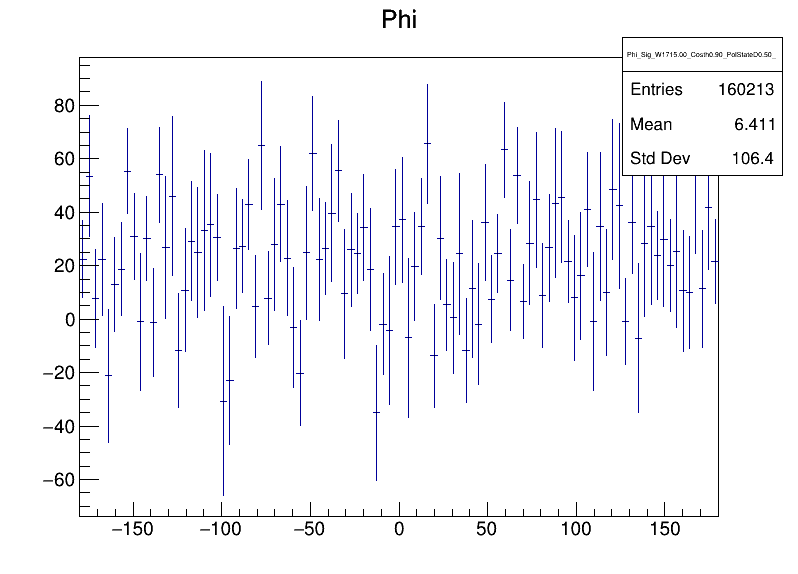 Phi
Phi_Sig_W1715.00_Costh0.90_PolStateD0.50_
Entries 160213
Mean 6.411
Std Dev 106.4
80
60
40
20
0
−20
−40
−60
−150 −100 −50 0 50 100 150